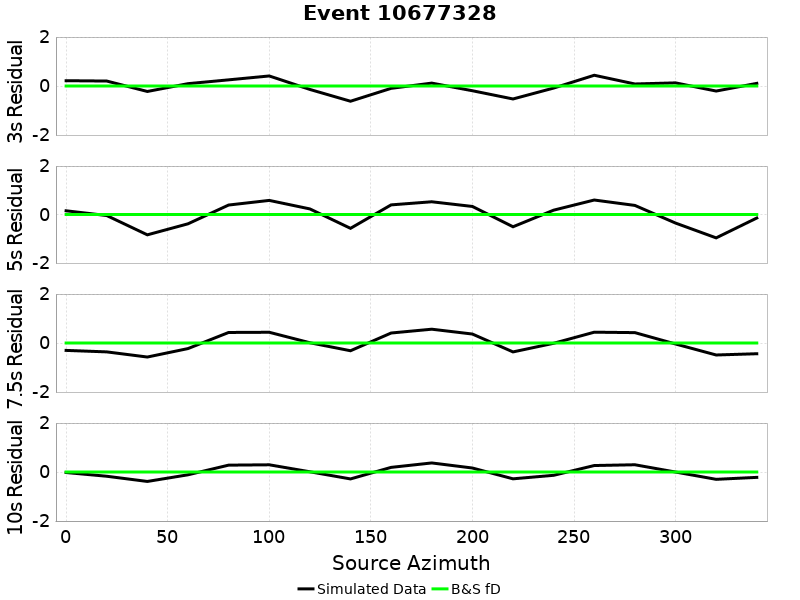 Event 10677328
3s Residual
2
0
-2
5s Residual
2
0
-2
7.5s Residual
2
0
-2
10s Residual
2
0
-2
0 50 100 150 200 250 300
Source Azimuth
Simulated Data B&S fD